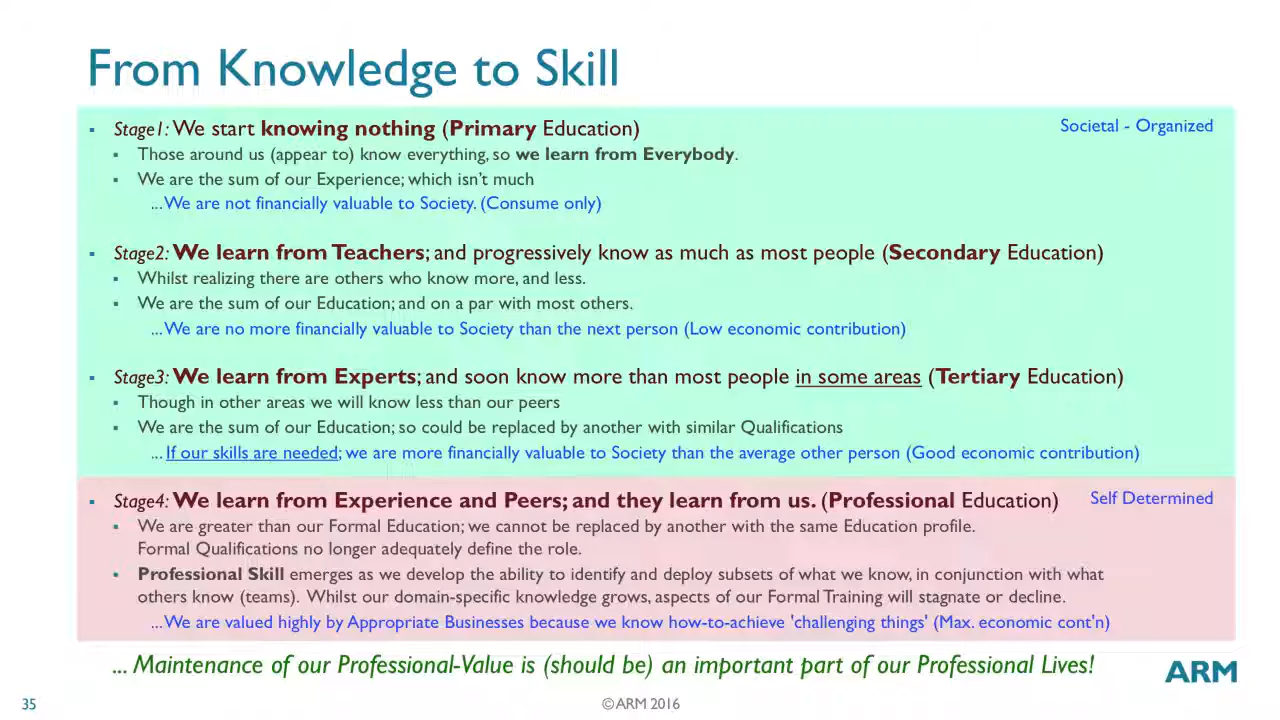 From Knowledge to Skill
Stage1: We start knowing nothing (Primary Education)
Societal - Organized
Those around us (appear to) know everything, so we learn from Everybody.
We are the sum of our Experience; which isn't much
...We are not financially valuable to Society. (Consume only)
Stage2: We learn from Teachers; and progressively know as much as most people (Secondary Education)
Whilst realizing there are others who know more, and less.
We are the sum of our Education; and on a par with most others.
...We are no more financially valuable to Society than the next person (Low economic contribution)
Stage3: We learn from Experts; and soon know more than most people in some areas (Tertiary Education)
Though in other areas we will know less than our peers
We are the sum of our Education; so could be replaced by another with similar Qualifications
... If our skills are needed; we are more financially valuable to Society than the average other person (Good economic contribution)
Stage4: We learn from Experience and Peers; and they learn from us. (Professional Education)
Self Determined
We are greater than our Formal Education; we cannot be replaced by another with the same Education profile.
Formal Qualifications no longer adequately define the role.
Professional Skill emerges as we develop the ability to identify and deploy subsets of what we know, in conjunction with what
others know (teams). Whilst our domain-specific knowledge grows, aspects of our Formal Training will stagnate or decline.
...We are valued highly by Appropriate Businesses because we know how-to-achieve 'challenging things' (Max. economic cont'n)
... Maintenance of our Professional-Value is (should be) an important part of our Professional Lives!
ARM
35
© ARM 2016